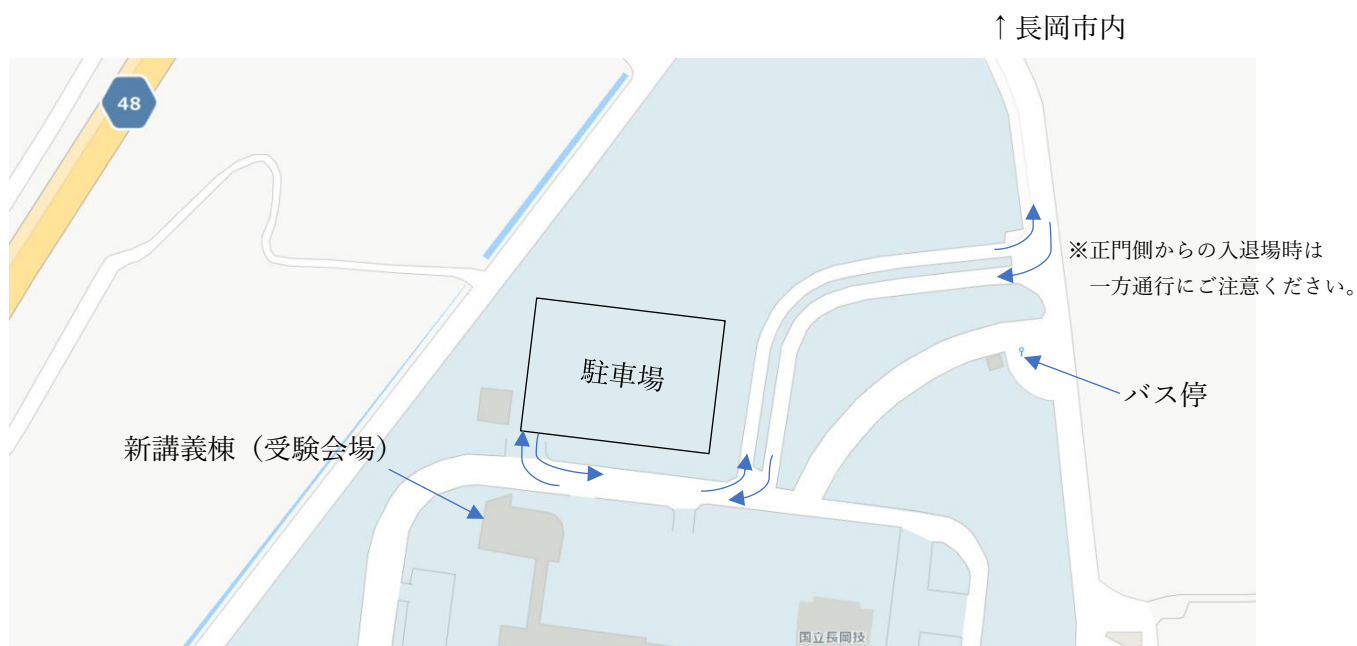 ↑長岡市内
48
※正門側からの入退場時は
一方通行にご注意ください。
駐車場
バス停
新講義棟（受験会場）
国立長岡技